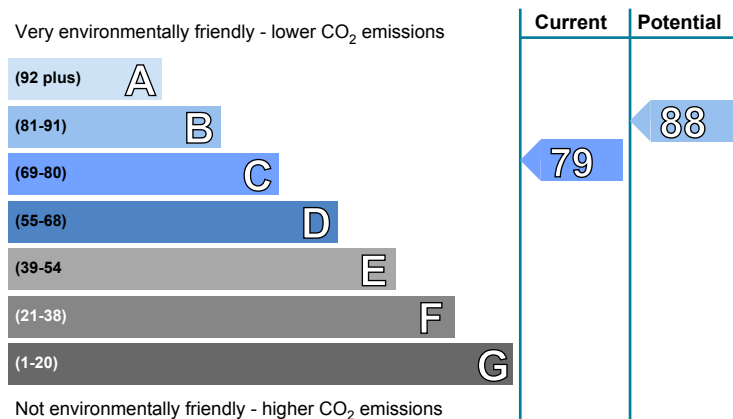 Very environmentally friendly - lower CO2 emissions
Current
Potential
(92 plus) A
(81-91) B
(69-80) C
(55-68) D
(39-54 E
(21-38) F
(1-20) G
79
88
Not environmentally friendly - higher CO2 emissions